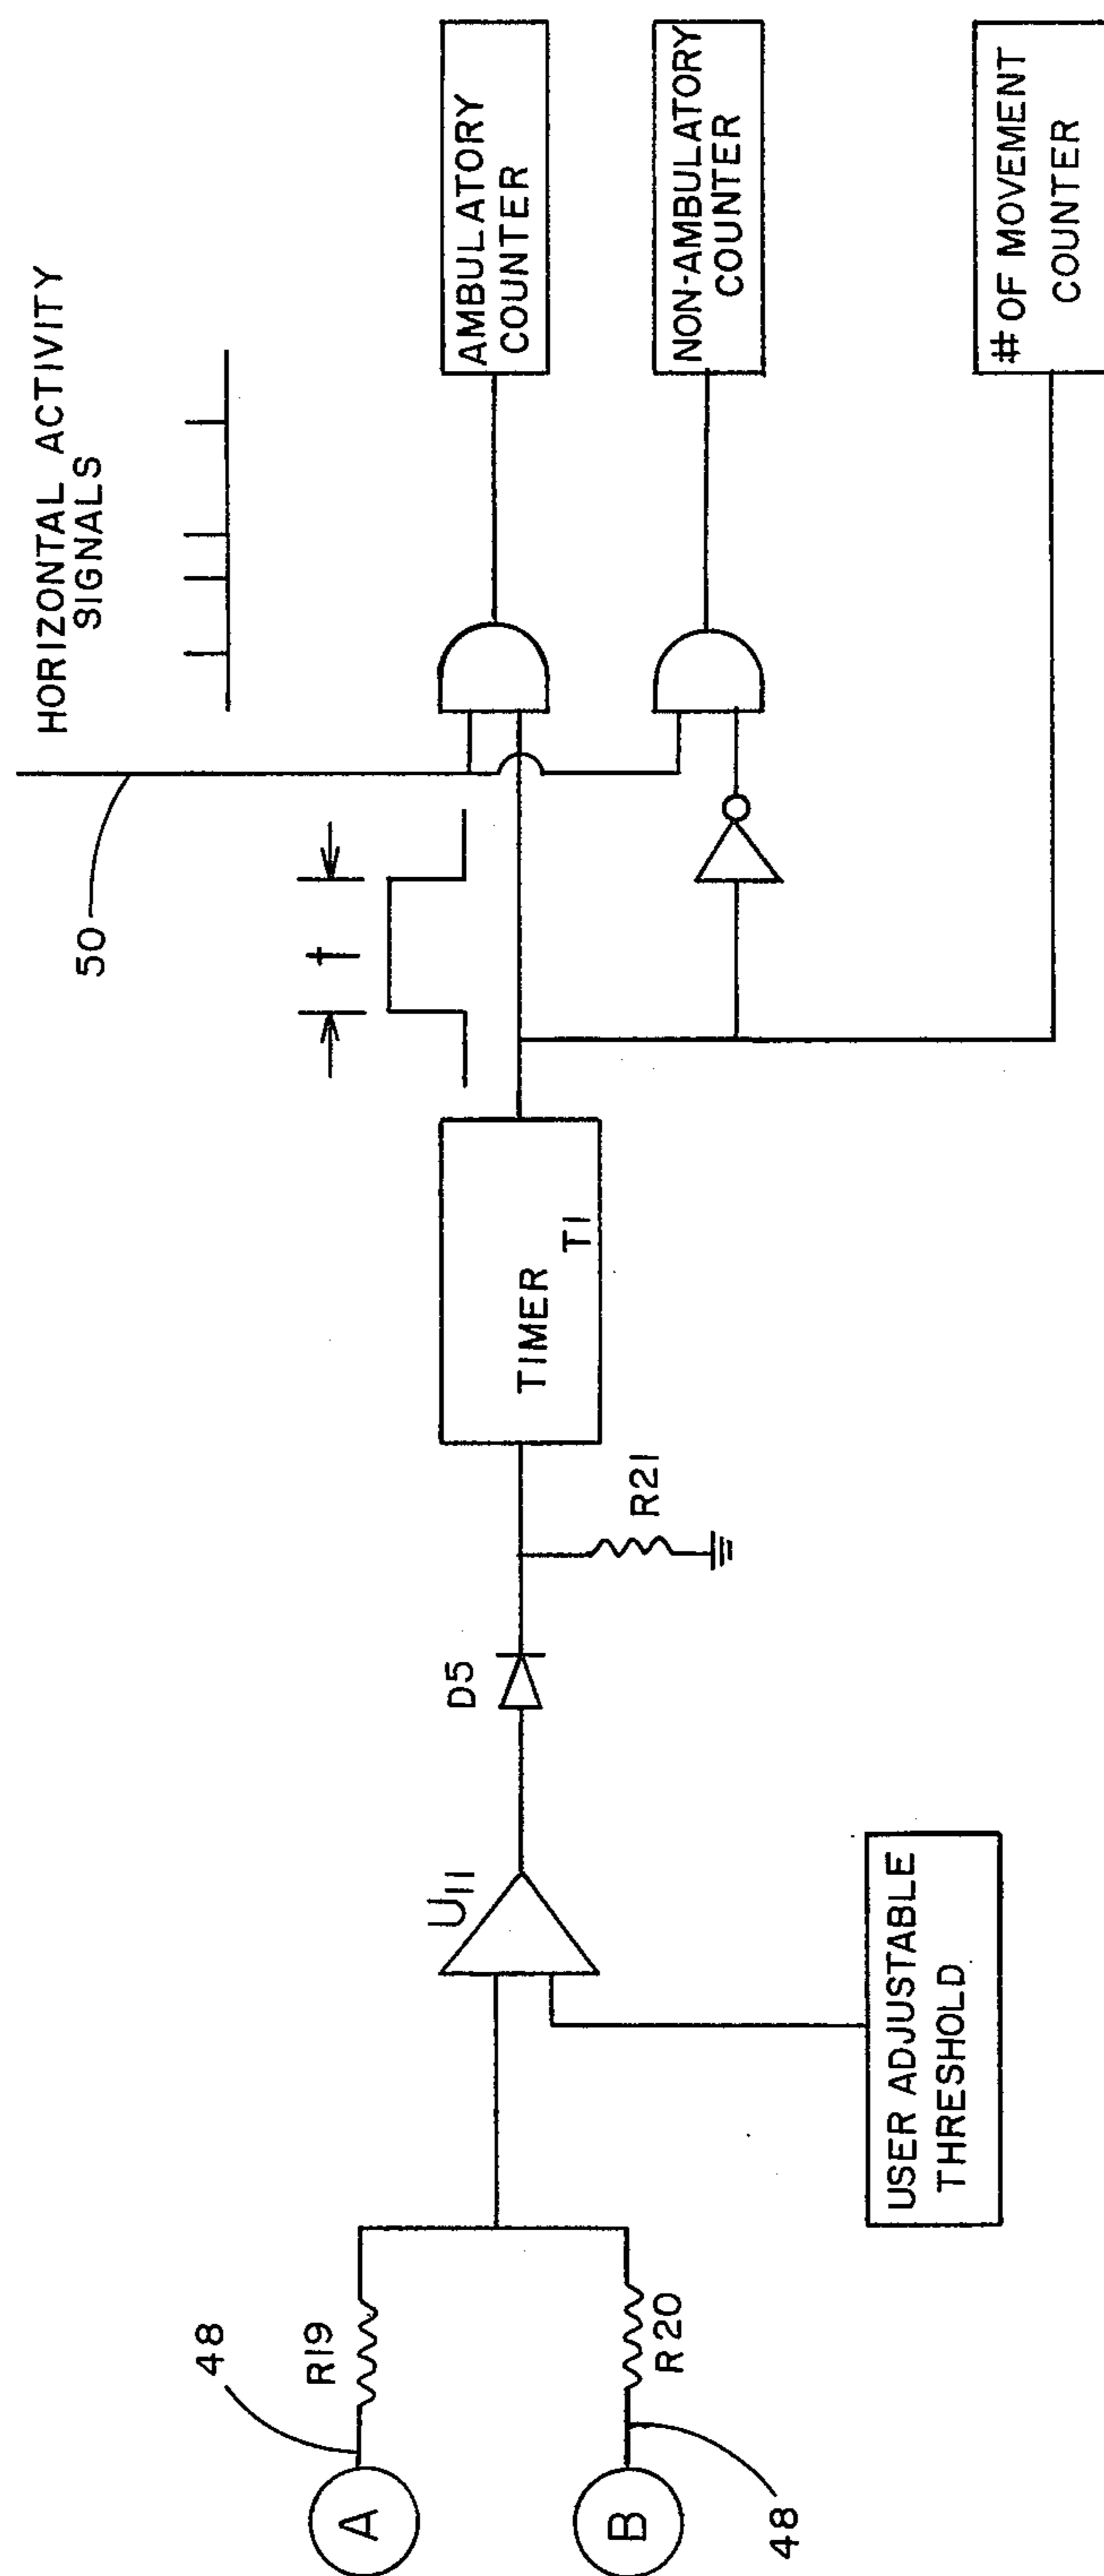 HORIZONTAL ACTIVITY
SIGNALS
50
t
AMBULATORY
COUNTER
NON-AMBULATORY
COUNTER
# OF MOVEMENT
COUNTER
TIMER
T1
R21
D5
U11
USER ADJUSTABLE
THRESHOLD
48
R19
A
R20
B
48